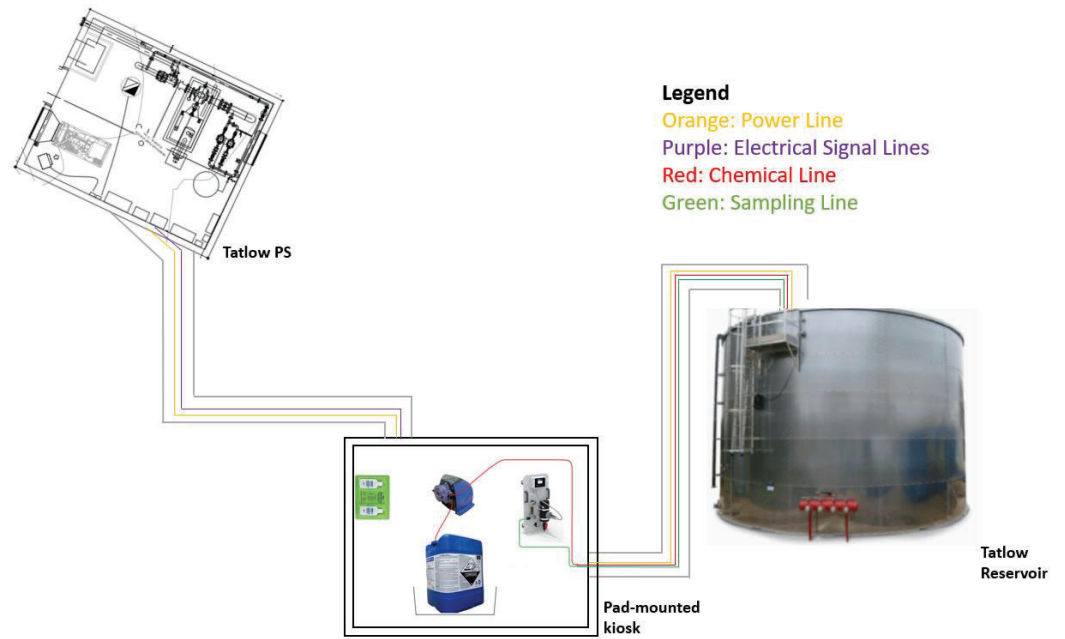 Legend
Orange: Power Line
Purple: Electrical Signal Lines
Red: Chemical Line
Green: Sampling Line
Tatlow PS
Tatlow
Reservoir
Pad-mounted
kiosk